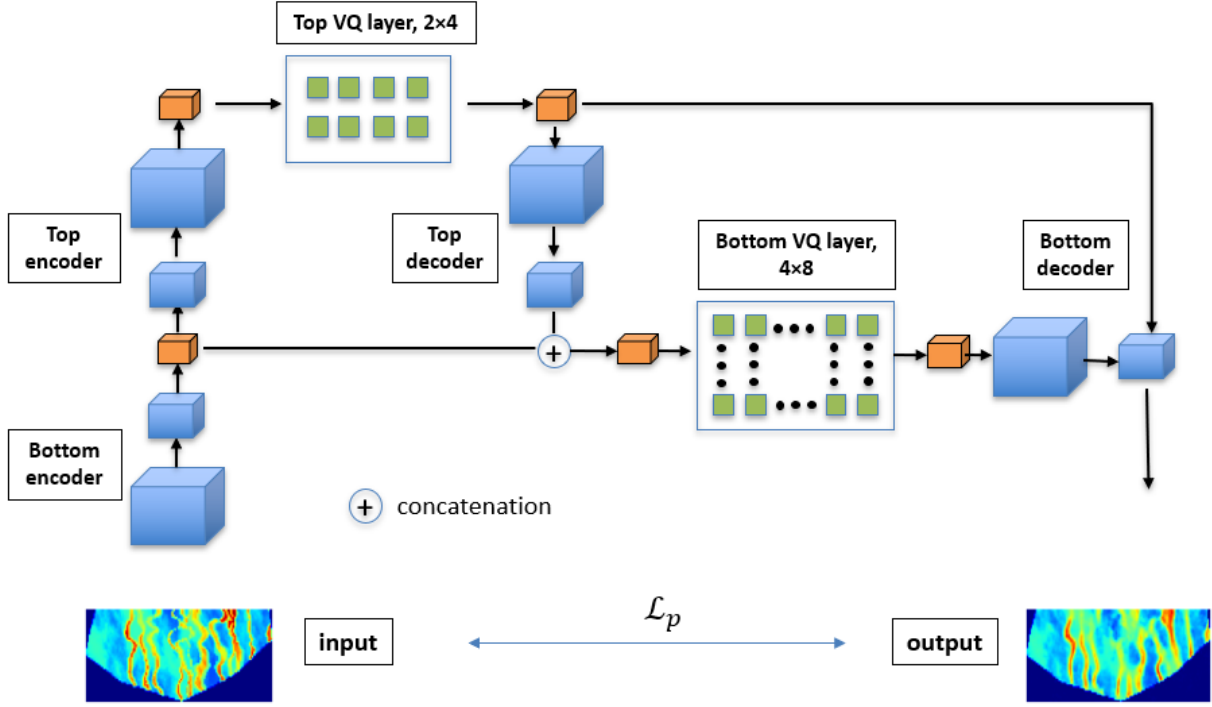 Top VQ layer, 2×4
Top
encoder
Top
decoder
Bottom VQ layer,
4×8
Bottom
decoder
+
Bottom
encoder
+ concatenation
ℒp
input
output